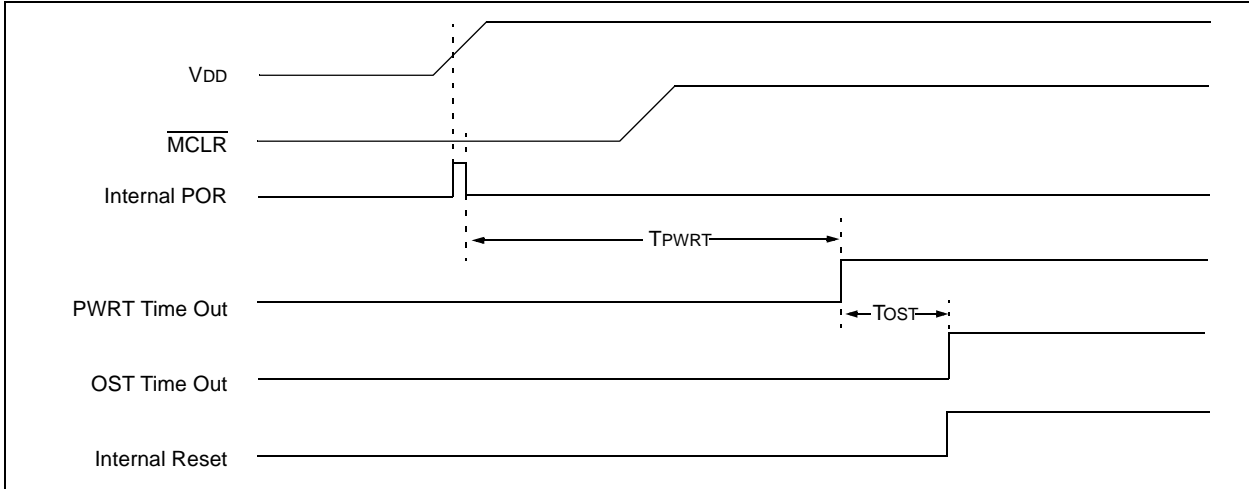 VDD
MCLR
Internal POR
TPWRT
PWRT Time Out
TOST
OST Time Out
Internal Reset